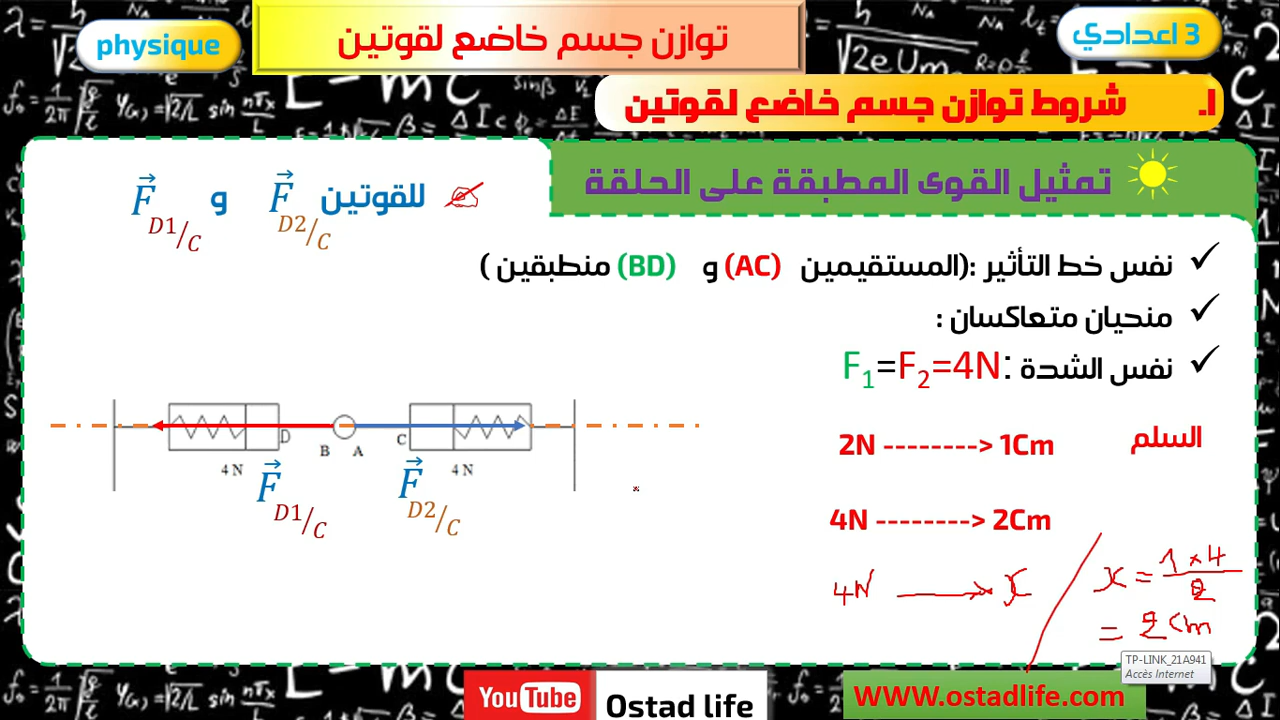 physique
توازن جسم خاضع لقوتين
3 اعدادي
I. شروط توازن جسم خاضع لقوتين
تمثيل القوى المطبقة على الحلقة
للقوتين F D2/C و F D1/C
نفس خط التأثير :(المستقيمين (AC) و (BD) منطبقين )
منحيان متعاكسان :
نفس الشدة : F1=F2=4N
B A C D
4 N 4 N
F D1/C F D2/C
السلم 2N --------> 1Cm
4N --------> 2Cm
4N → x / x = 1×4/2
= 2cm
TP-LINK_21A941
Accès Internet
YouTube Ostad life
WWW.ostadlife.com